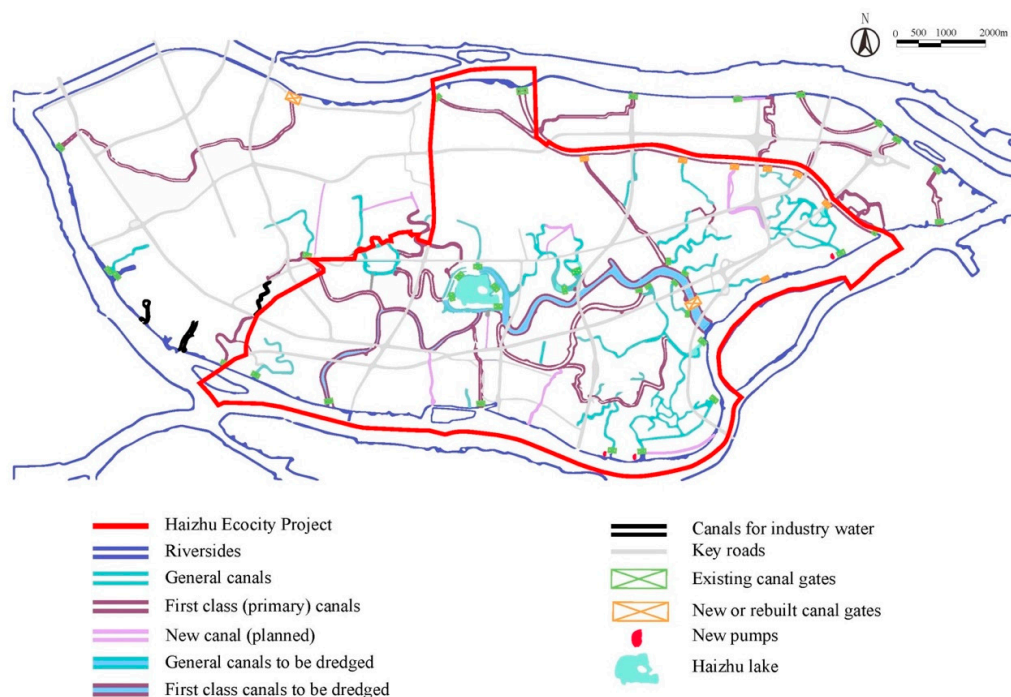 N
0 500 1000 2000m
Haizhu Ecocity Project
Riversides
General canals
First class (primary) canals
New canal (planned)
General canals to be dredged
First class canals to be dredged
Canals for industry water
Key roads
Existing canal gates
New or rebuilt canal gates
New pumps
Haizhu lake